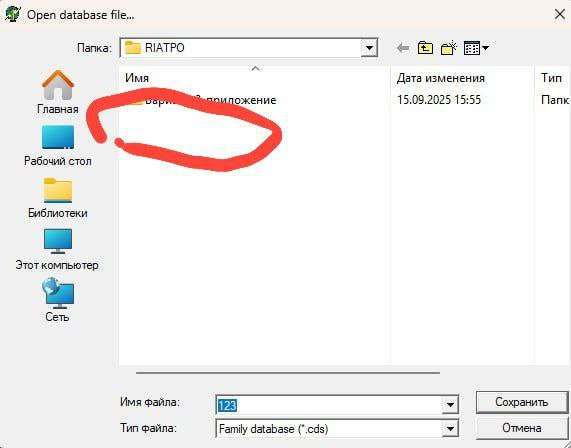 Open database file...
Папка:
RIATPO
Имя
Дата изменения
Тип
приложение
15.09.2025 15:55
Папк
Главная
Рабочий стол
Библиотеки
Этот компьютер
Сеть
Имя файла:
123
Сохранить
Тип файла:
Family database (*.cds)
Отмена